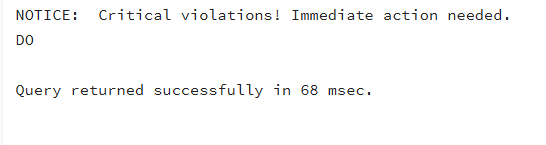 NOTICE:  Critical violations! Immediate action needed.
DO
Query returned successfully in 68 msec.